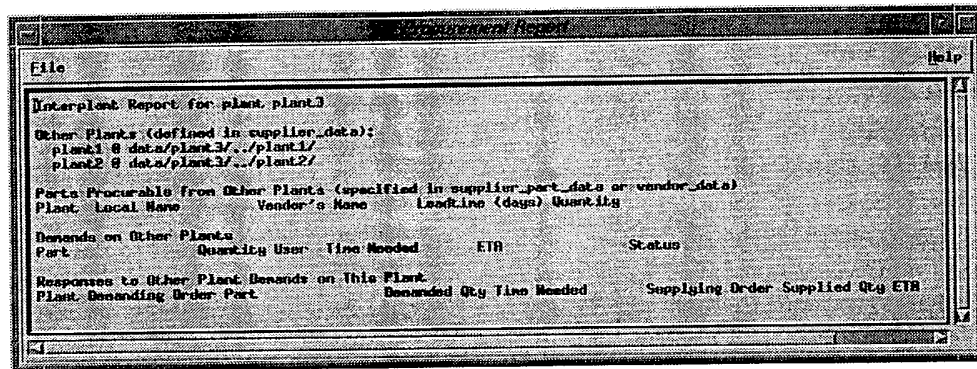 Procurement Report
File Help
Interplant Report for plant plant3
Other Plants (defined in supplier_data):
plant1 @ data/plant3/../plant1/
plant2 @ data/plant3/../plant2/
Parts Procurable from Other Plants (specified in supplier_part_data or vendor_data)
Plant Local Name Vendor's Name Leadtime (days) Quantity
Demands on Other Plants
Part Quantity User Time Needed ETA Status
Responses to Other Plant Demands on This Plant
Plant Demanding Order Part Demanded Qty Time Needed Supplying Order Supplied Qty ETA